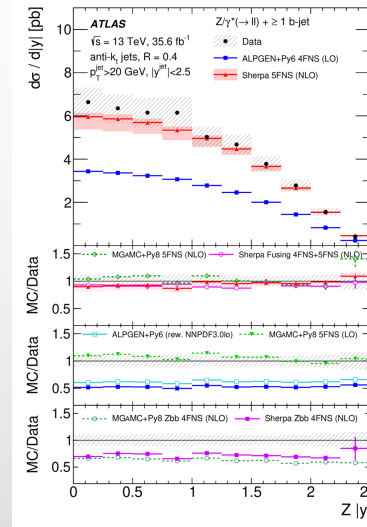 dσ / d|y| [pb]
10
8
6
4
2
ATLAS
√s = 13 TeV, 35.6 fb⁻¹
anti-kt jets, R = 0.4
pTjet>20 GeV, |yjet|<2.5
Z/γ*(→ ll) + ≥ 1 b-jet
Data
ALPGEN+Py6 4FNS (LO)
Sherpa 5FNS (NLO)
MC/Data
1.5
1
0.5
MGAMC+Py8 5FNS (NLO)
Sherpa Fusing 4FNS+5FNS (NLO)
MC/Data
1.5
1
0.5
ALPGEN+Py6 (rew. NNPDF3.0lo)
MGAMC+Py8 5FNS (LO)
MC/Data
1.5
1
0.5
MGAMC+Py8 Zbb 4FNS (NLO)
Sherpa Zbb 4FNS (NLO)
0 0.5 1 1.5 2 2
Z |y